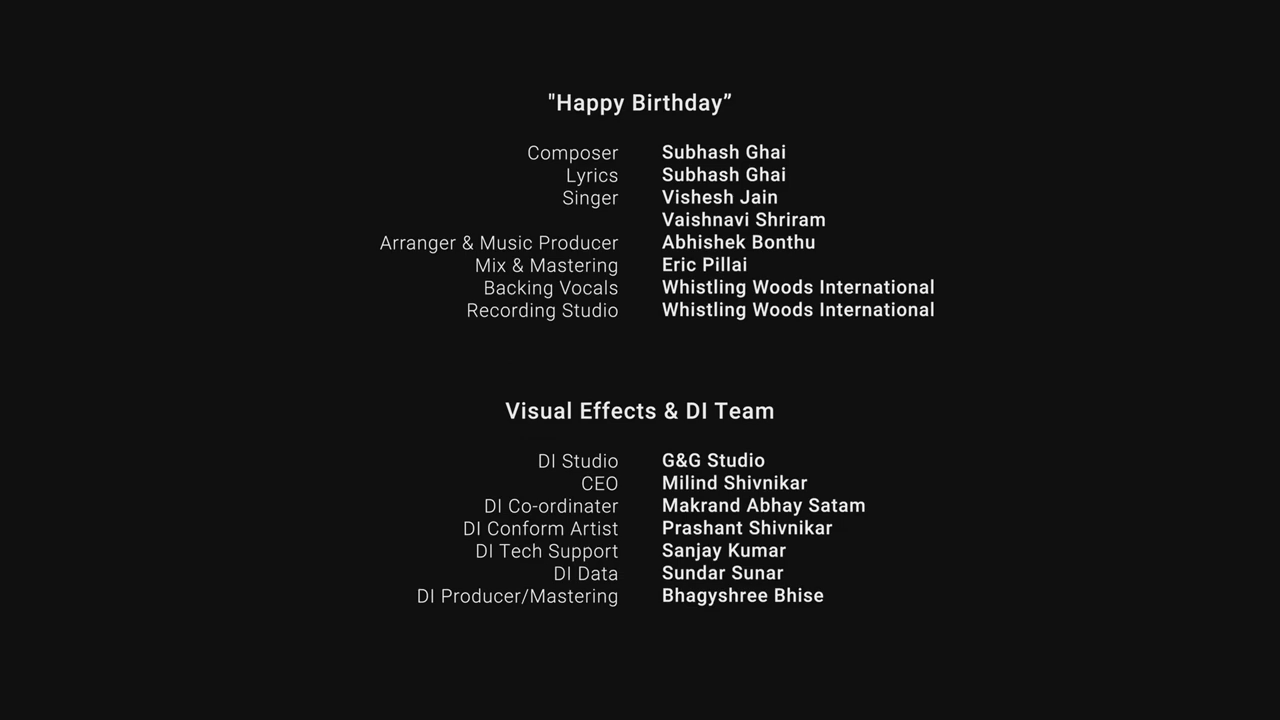 "Happy Birthday”
Composer Subhash Ghai
Lyrics Subhash Ghai
Singer Vishesh Jain
Vaishnavi Shriram
Arranger & Music Producer Abhishek Bonthu
Mix & Mastering Eric Pillai
Backing Vocals Whistling Woods International
Recording Studio Whistling Woods International
Visual Effects & DI Team
DI Studio G&G Studio
CEO Milind Shivnikar
DI Co-ordinater Makrand Abhay Satam
DI Conform Artist Prashant Shivnikar
DI Tech Support Sanjay Kumar
DI Data Sundar Sunar
DI Producer/Mastering Bhagyshree Bhise